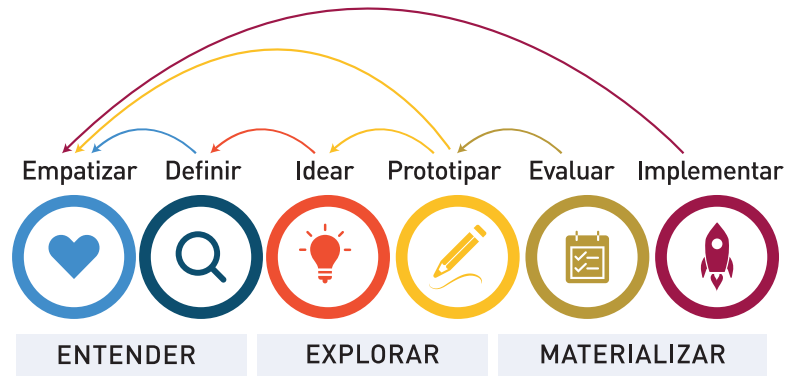 Empatizar Definir Idear Prototipar Evaluar Implementar
ENTENDER EXPLORAR MATERIALIZAR